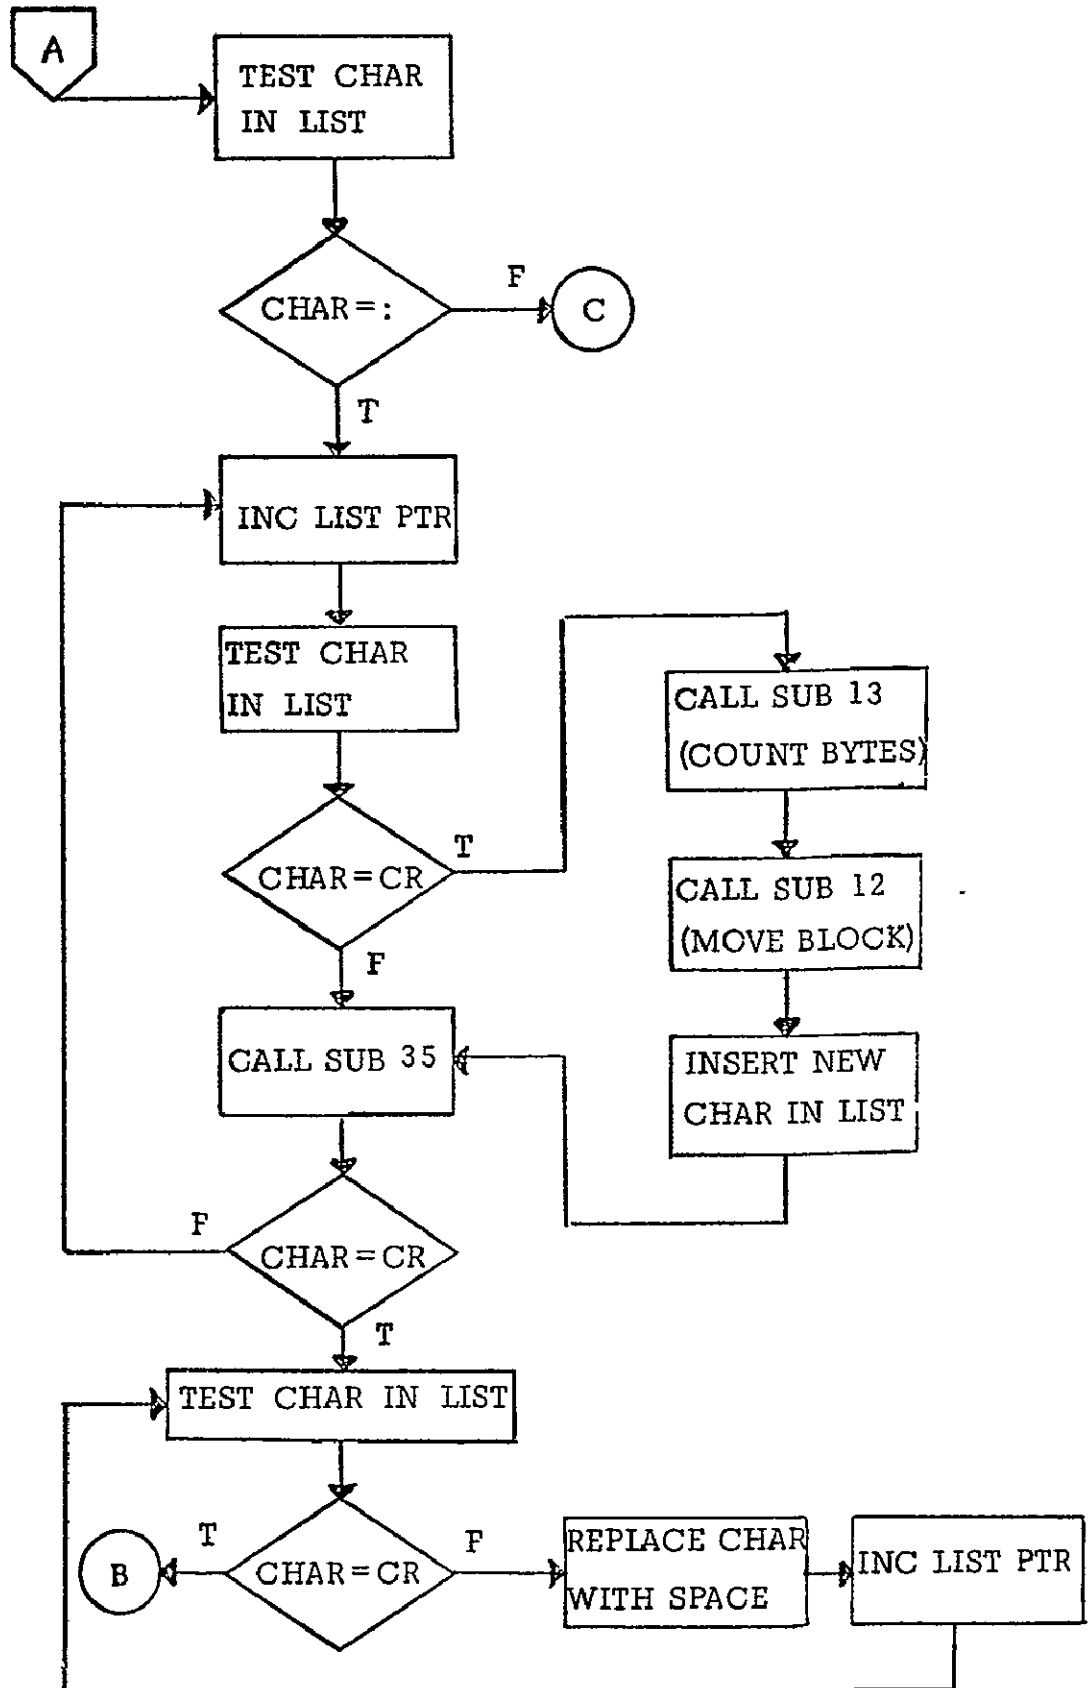 A
TEST CHAR
IN LIST
CHAR=:
F
C
T
INC LIST PTR
TEST CHAR
IN LIST
CHAR=CR
T
CALL SUB 13
(COUNT BYTES)
CALL SUB 12
(MOVE BLOCK)
INSERT NEW
CHAR IN LIST
F
CALL SUB 35
CHAR=CR
F
T
TEST CHAR IN LIST
CHAR=CR
T
B
F
REPLACE CHAR
WITH SPACE
INC LIST PTR